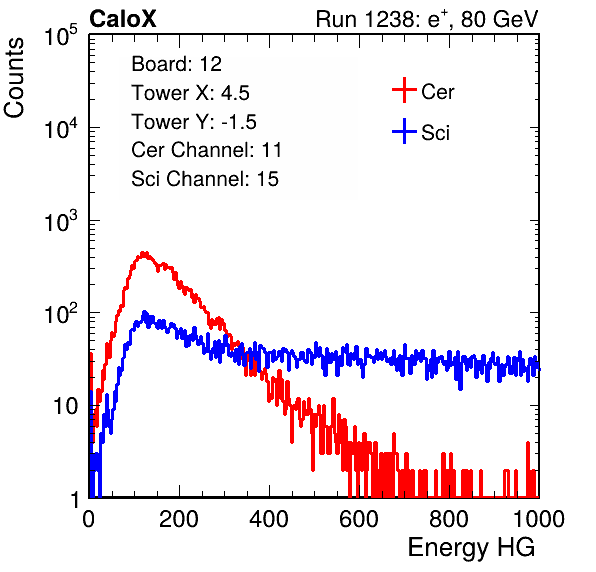 CaloX Run 1238: e⁺, 80 GeV
Counts
10⁵
10⁴
10³
10²
10
1
Board: 12
Tower X: 4.5
Tower Y: -1.5
Cer Channel: 11
Sci Channel: 15
Cer
Sci
0 200 400 600 800 1000
Energy HG